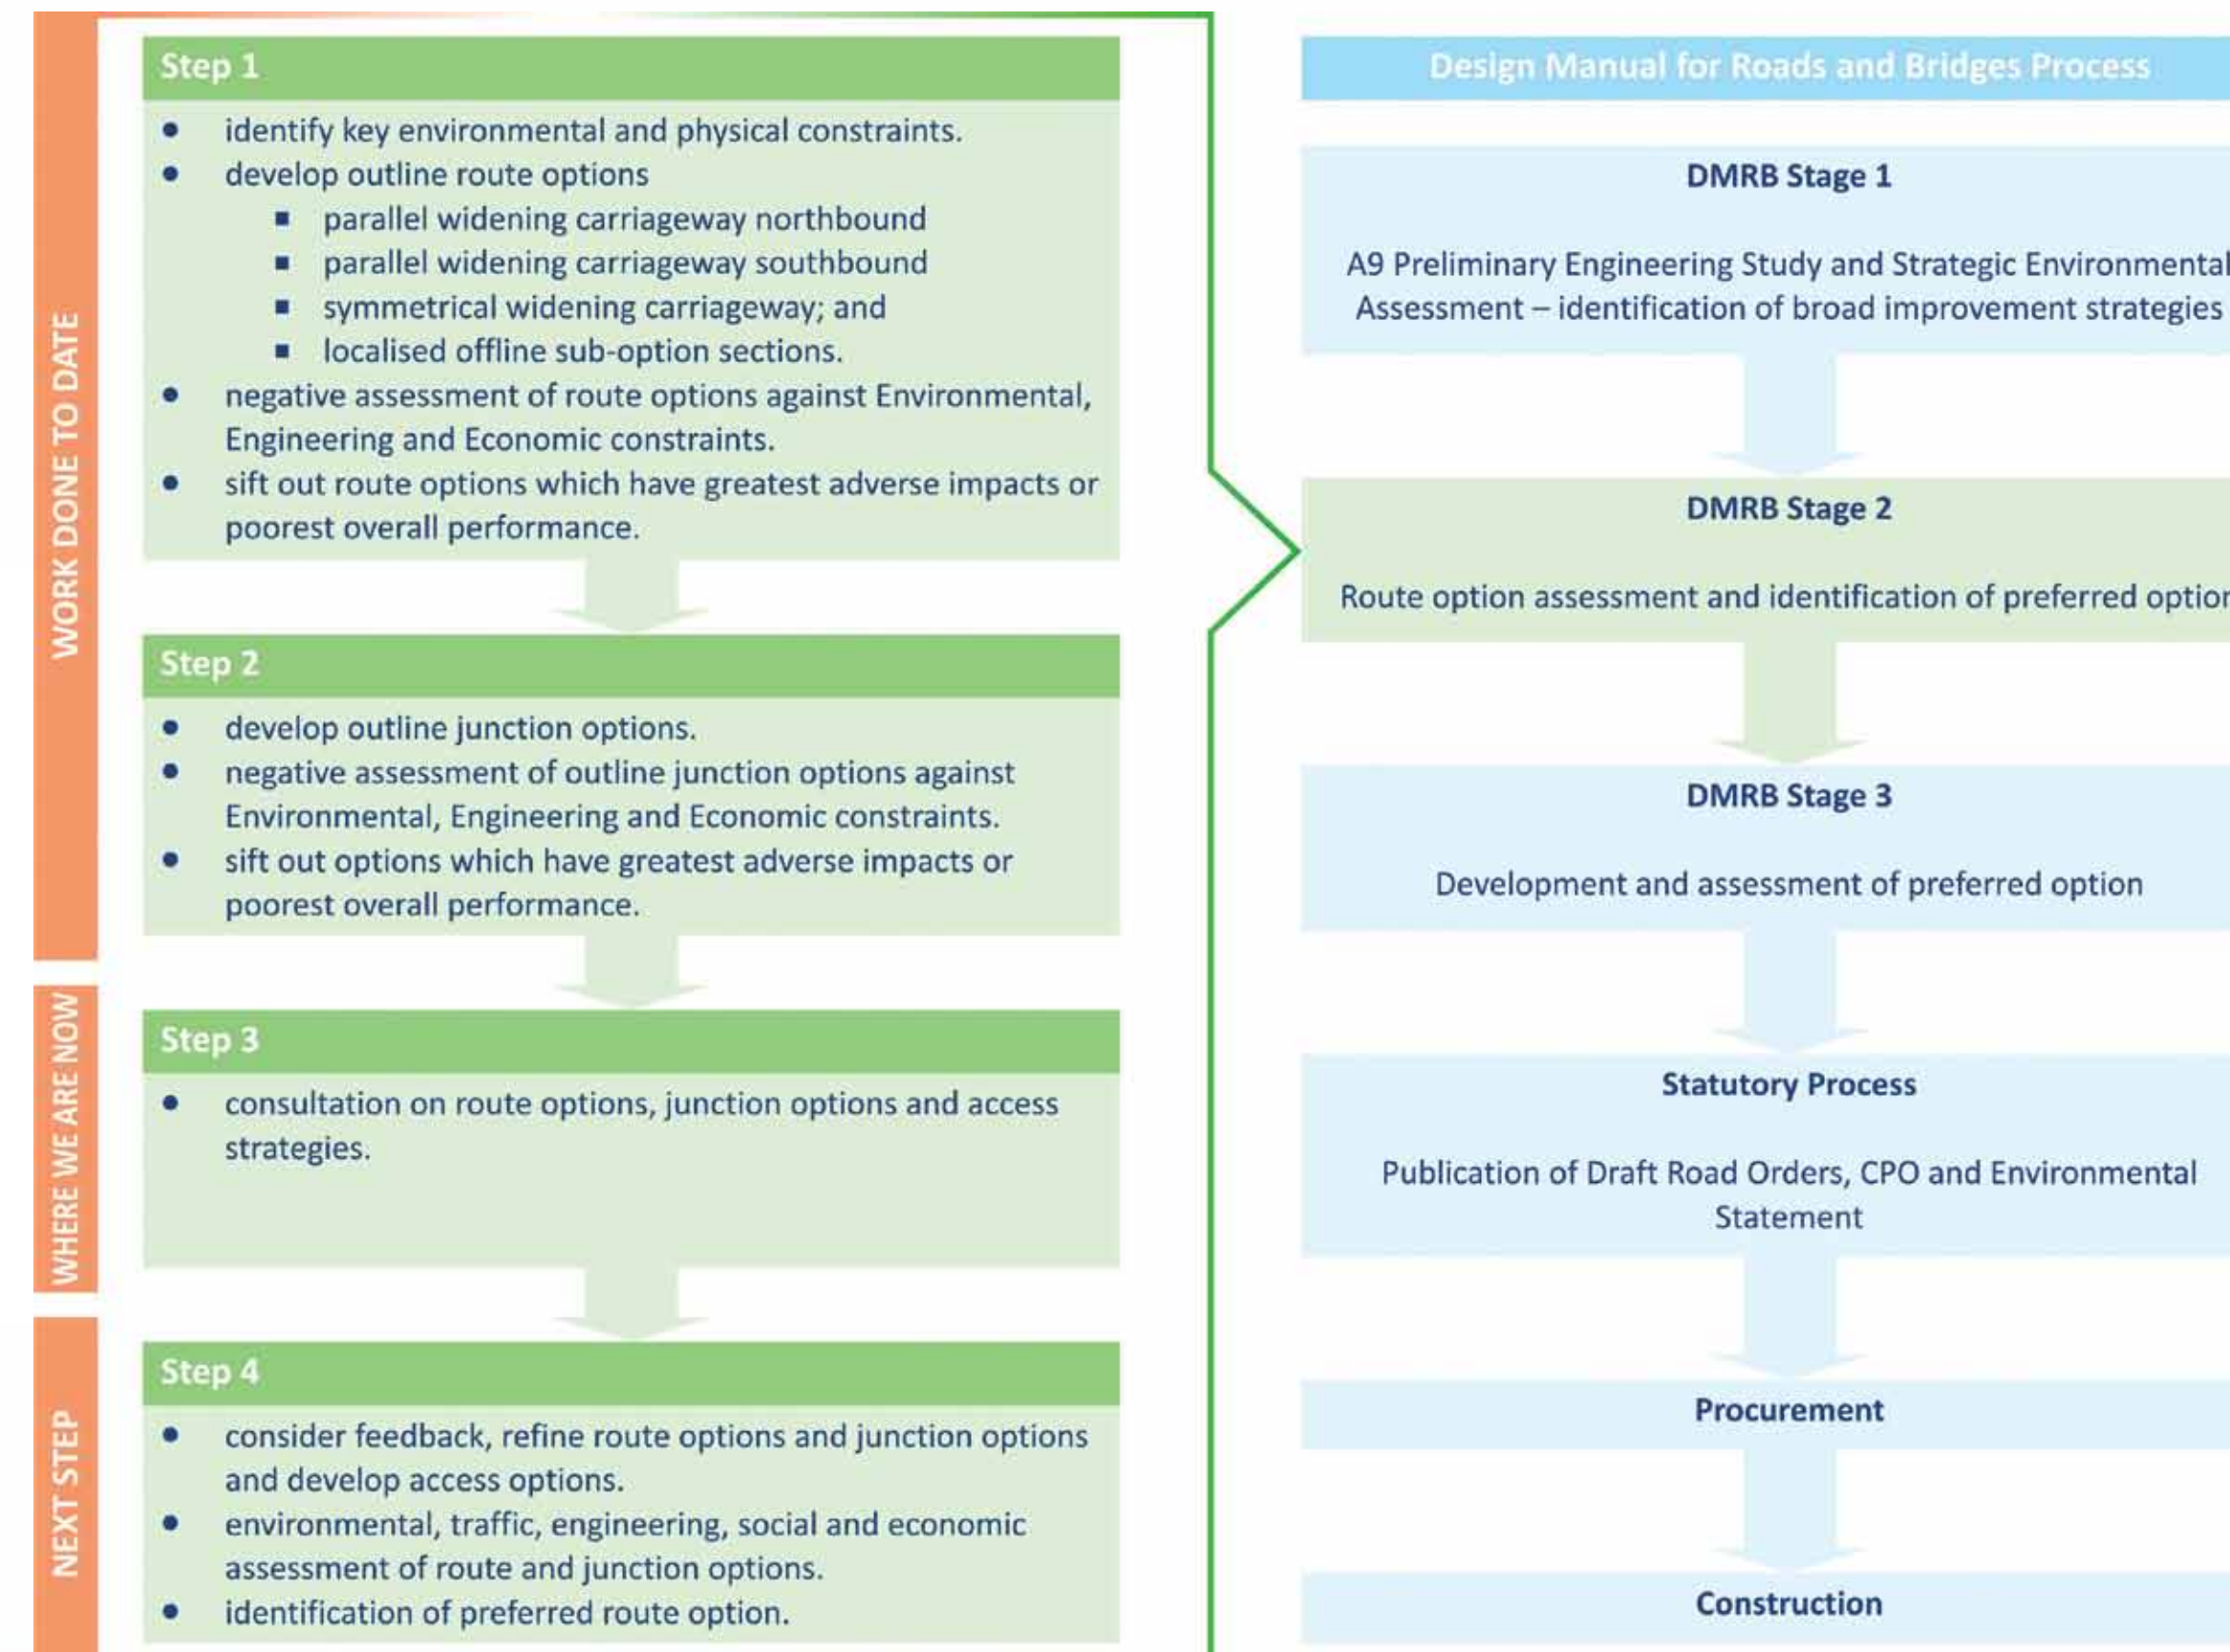 WORK DONE TO DATE
Step 1
• identify key environmental and physical constraints.
• develop outline route options
▪ parallel widening carriageway northbound
▪ parallel widening carriageway southbound
▪ symmetrical widening carriageway; and
▪ localised offline sub-option sections.
• negative assessment of route options against Environmental,
Engineering and Economic constraints.
• sift out route options which have greatest adverse impacts or
poorest overall performance.
Step 2
• develop outline junction options.
• negative assessment of outline junction options against
Environmental, Engineering and Economic constraints.
• sift out options which have greatest adverse impacts or
poorest overall performance.
WHERE WE ARE NOW
Step 3
• consultation on route options, junction options and access
strategies.
NEXT STEP
Step 4
• consider feedback, refine route options and junction options
and develop access options.
• environmental, traffic, engineering, social and economic
assessment of route and junction options.
• identification of preferred route option.
Design Manual for Roads and Bridges Process
DMRB Stage 1
A9 Preliminary Engineering Study and Strategic Environmental
Assessment – identification of broad improvement strategies
DMRB Stage 2
Route option assessment and identification of preferred option
DMRB Stage 3
Development and assessment of preferred option
Statutory Process
Publication of Draft Road Orders, CPO and Environmental
Statement
Procurement
Construction